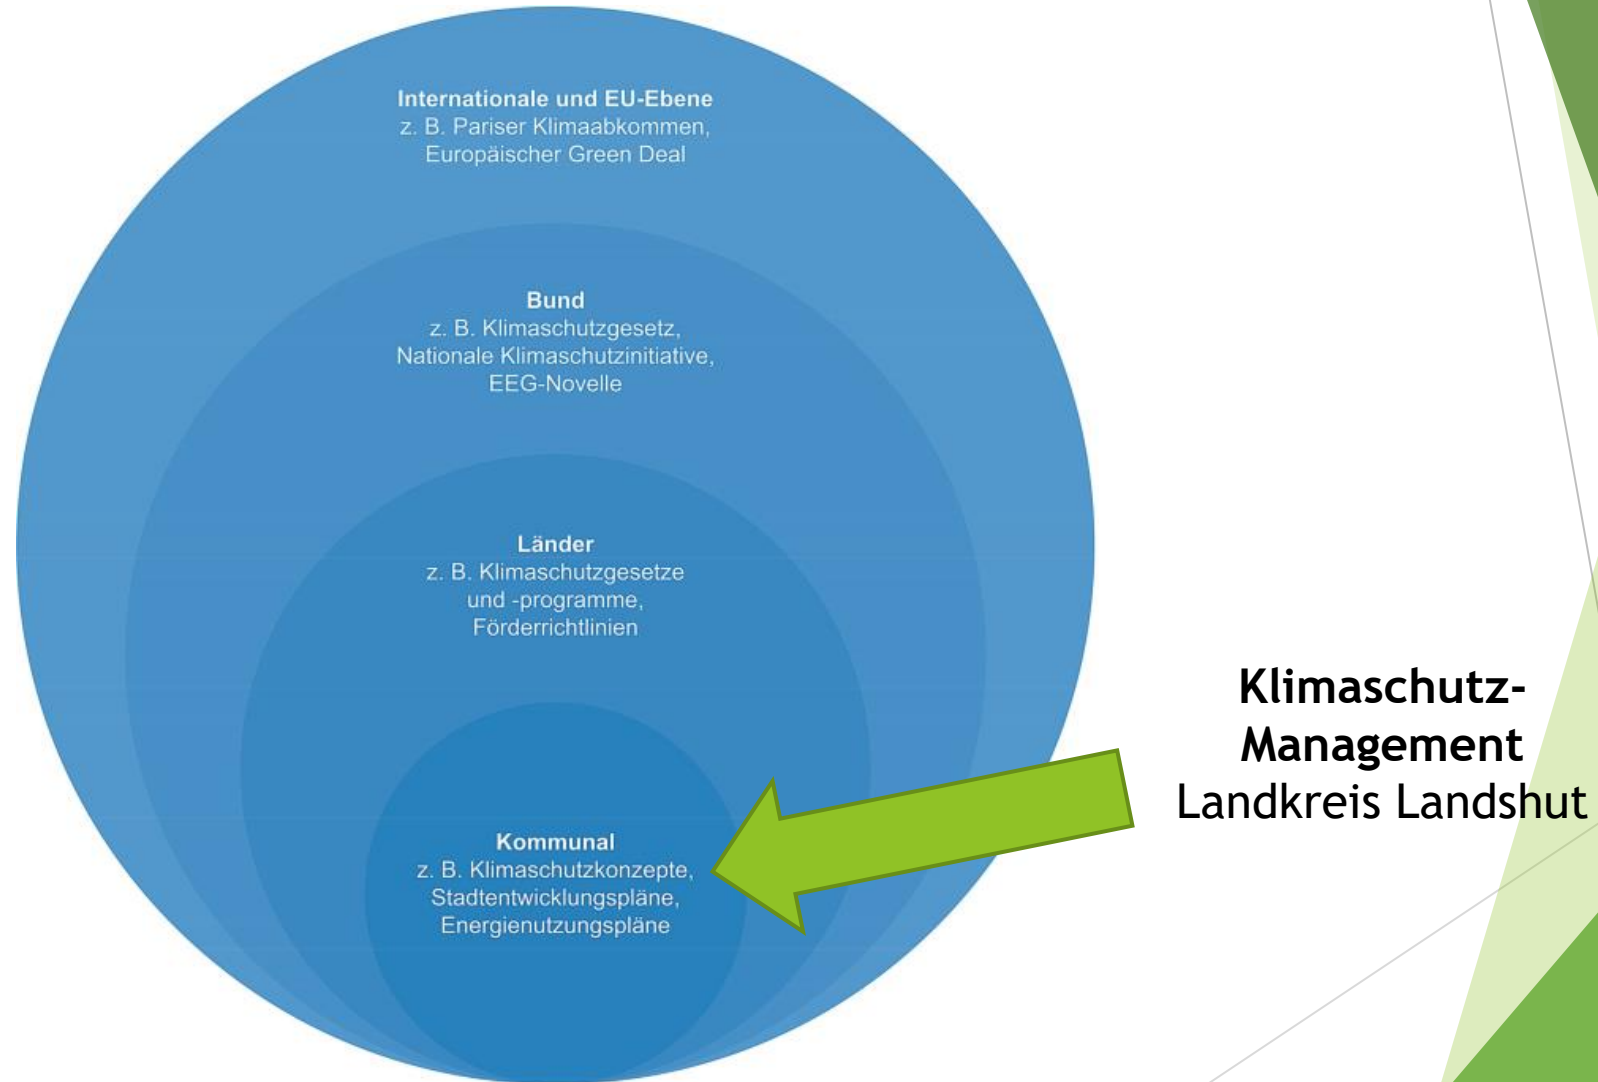 Internationale und EU-Ebene
z. B. Pariser Klimaabkommen,
Europäischer Green Deal
Bund
z. B. Klimaschutzgesetz,
Nationale Klimaschutzinitiative,
EEG-Novelle
Länder
z. B. Klimaschutzgesetze
und -programme,
Förderrichtlinien
Kommunal
z. B. Klimaschutzkonzepte,
Stadtentwicklungspläne,
Energienutzungspläne
Klimaschutz-
Management
Landkreis Landshut